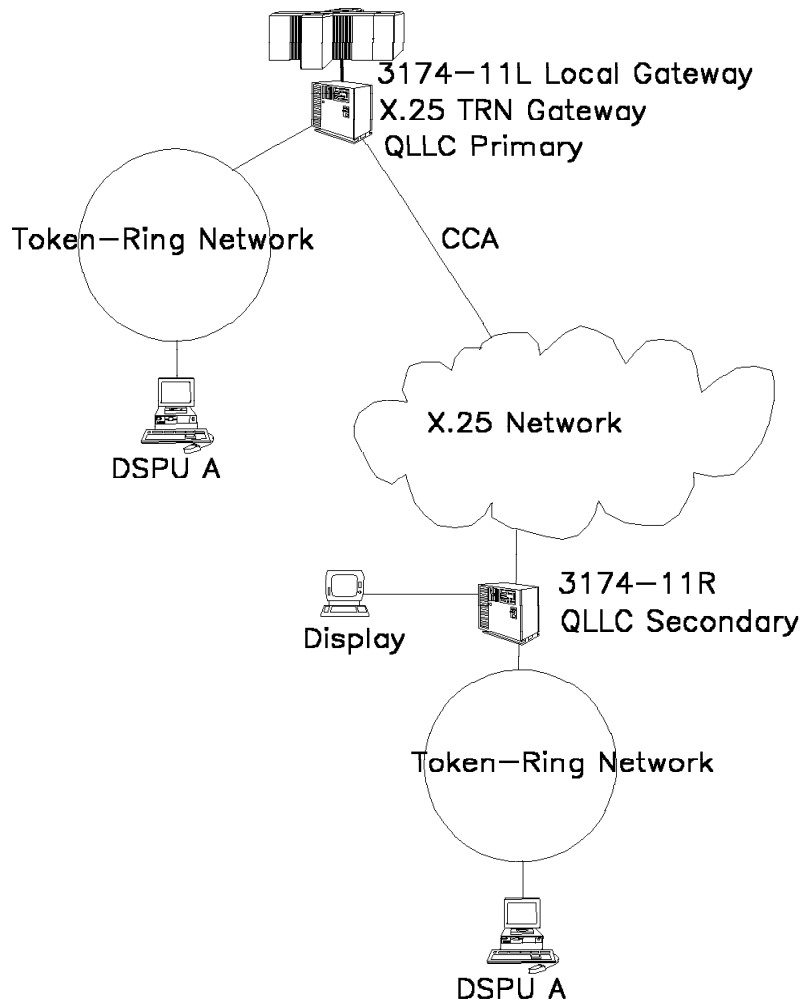 3174-11L Local Gateway
X.25 TRN Gateway
QLLC Primary
Token-Ring Network
CCA
X.25 Network
DSPU A
3174-11R
QLLC Secondary
Display
Token-Ring Network
DSPU A